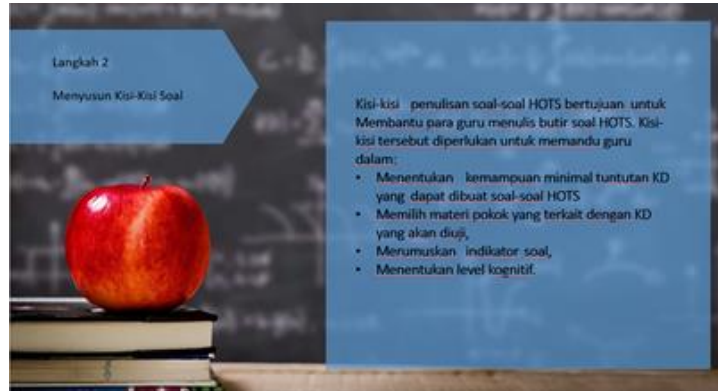 Langkah 2
Menyusun Kisi-Kisi Soal
Kisi-kisi penulisan soal-soal HOTS bertujuan untuk
Membantu para guru menulis butir soal HOTS. Kisi-
kisi tersebut diperlukan untuk memandu guru
dalam:
• Menentukan kemampuan minimal tuntutan KD
yang dapat dibuat soal-soal HOTS
• Memilih materi pokok yang terkait dengan KD
yang akan diuji,
• Merumuskan indikator soal,
• Menentukan level kognitif.